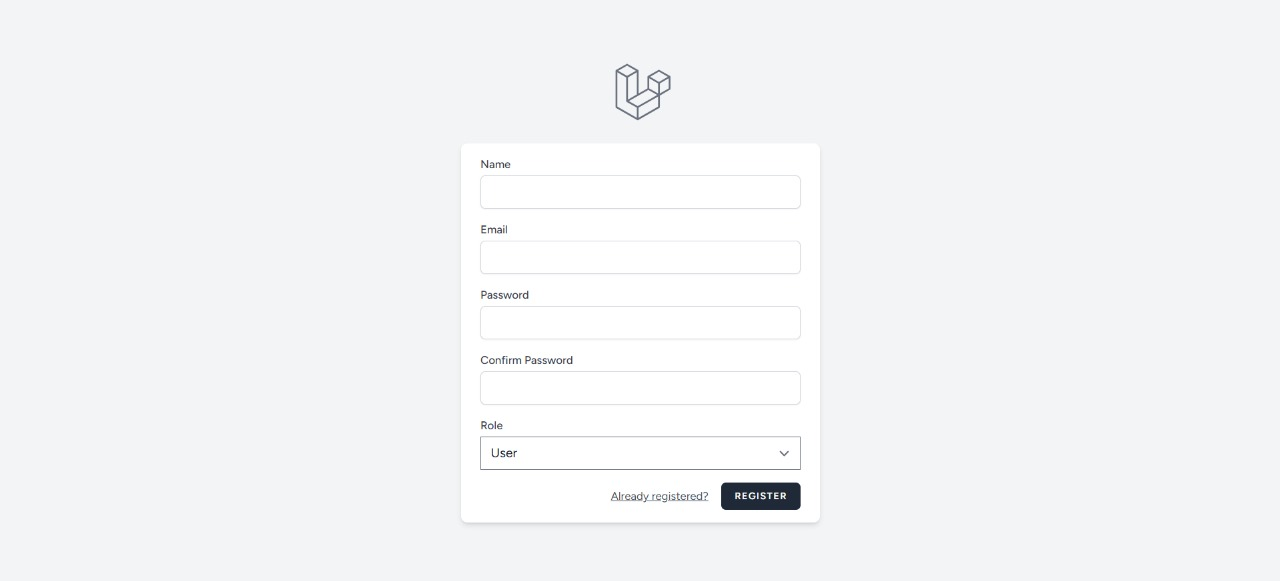 Name
Email
Password
Confirm Password
Role
User
Already registered? REGISTER